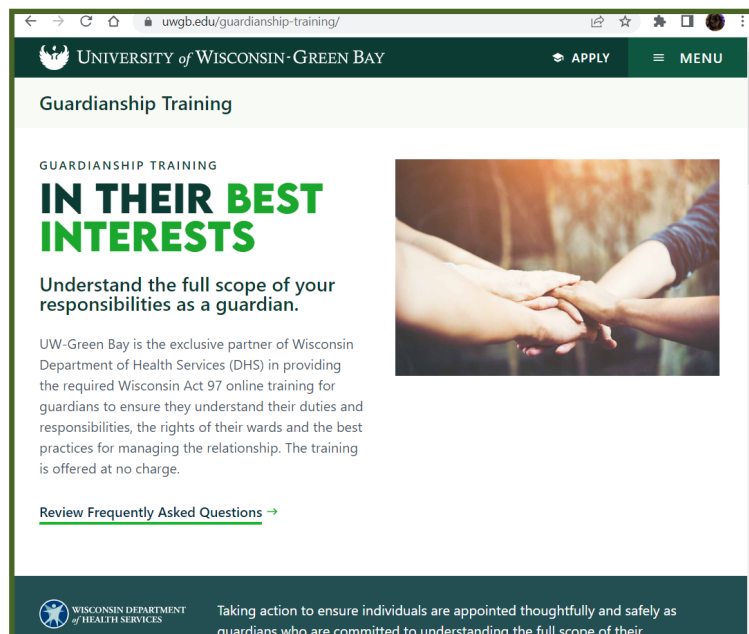 uwgb.edu/guardianship-training/
UNIVERSITY of WISCONSIN-GREEN BAY
APPLY
MENU
Guardianship Training
GUARDIANSHIP TRAINING
IN THEIR BEST
INTERESTS
Understand the full scope of your
responsibilities as a guardian.
UW-Green Bay is the exclusive partner of Wisconsin
Department of Health Services (DHS) in providing
the required Wisconsin Act 97 online training for
guardians to ensure they understand their duties and
responsibilities, the rights of their wards and the best
practices for managing the relationship. The training
is offered at no charge.
Review Frequently Asked Questions →
WISCONSIN DEPARTMENT
of HEALTH SERVICES
Taking action to ensure individuals are appointed thoughtfully and safely as
guardians who are committed to understanding the full scope of their